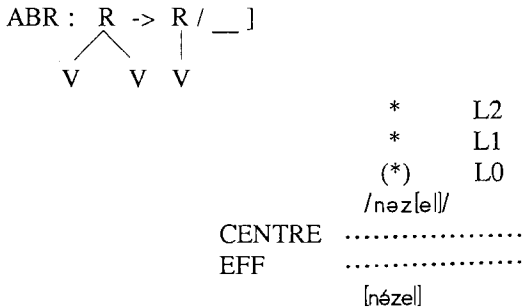 ABR : R -> R / __ ]
V V V
* L2
* L1
(*) L0
/nəz[el]/
CENTRE ....................
EFF ....................
[nézel]